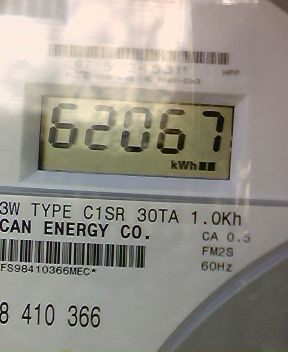 62067
kWh
3W TYPE C1SR 30TA 1.0Kh
CAN ENERGY CO.
CA 0.5
FM2S
60Hz
FS98410366MEC*
8 410 366